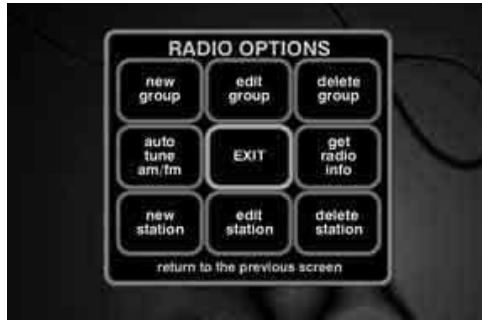 RADIO OPTIONS
new
group
edit
group
delete
group
auto
tune
am/fm
EXIT
get
radio
info
new
station
edit
station
delete
station
return to the previous screen